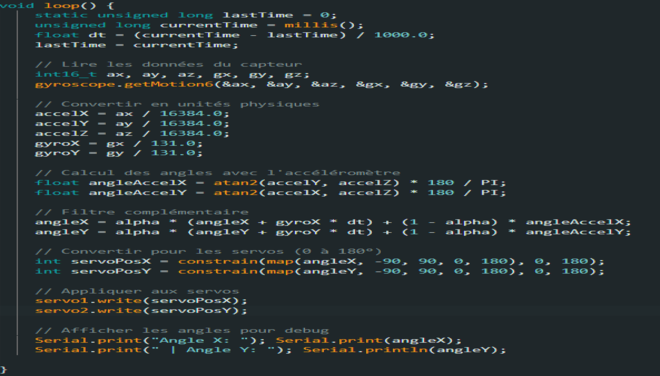 void loop() {
static unsigned long lastTime = 0;
unsigned long currentTime = millis();
float dt = (currentTime - lastTime) / 1000.0;
lastTime = currentTime;
// Lire les données du capteur
int16_t ax, ay, az, gx, gy, gz;
gyroscope.getMotion6(&ax, &ay, &az, &gx, &gy, &gz);
// Convertir en unités physiques
accelX = ax / 16384.0;
accelY = ay / 16384.0;
accelZ = az / 16384.0;
gyroX = gx / 131.0;
gyroY = gy / 131.0;
// Calcul des angles avec l'accéléromètre
float angleAccelX = atan2(accelY, accelZ) * 180 / PI;
float angleAccelY = atan2(accelX, accelZ) * 180 / PI;
// Filtre complémentaire
angleX = alpha * (angleX + gyroX * dt) + (1 - alpha) * angleAccelX;
angleY = alpha * (angleY + gyroY * dt) + (1 - alpha) * angleAccelY;
// Convertir pour les servos (0 à 180°)
int servoPosX = constrain(map(angleX, -90, 90, 0, 180), 0, 180);
int servoPosY = constrain(map(angleY, -90, 90, 0, 180), 0, 180);
// Appliquer aux servos
servo1.write(servoPosX);
servo2.write(servoPosY);
// Afficher les angles pour debug
Serial.print("Angle X: "); Serial.print(angleX);
Serial.print(" | Angle Y: "); Serial.println(angleY);
}